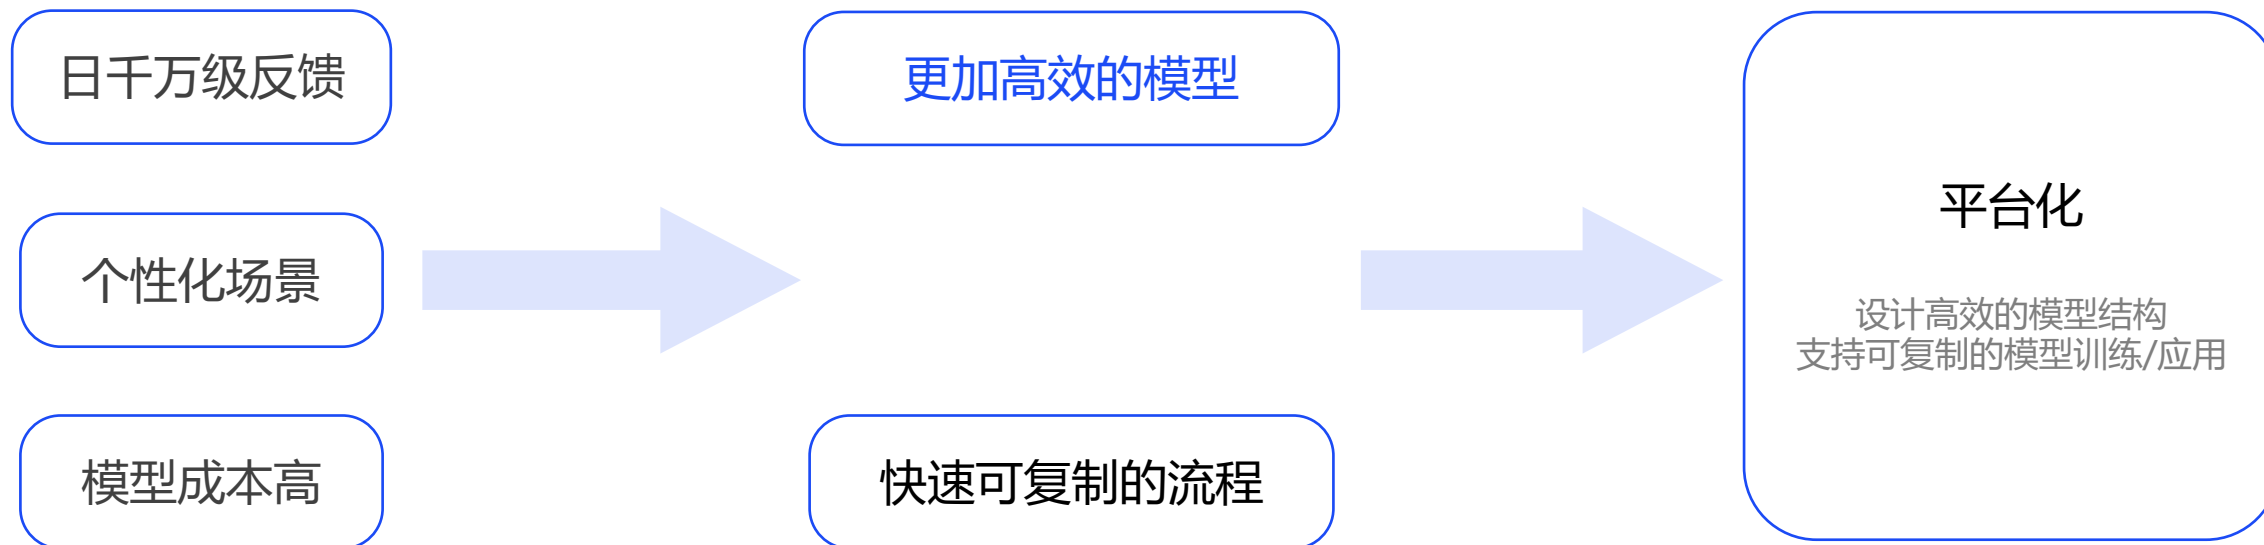 日千万级反馈
个性化场景
模型成本高
更加高效的模型
快速可复制的流程
平台化
设计高效的模型结构
支持可复制的模型训练/应用